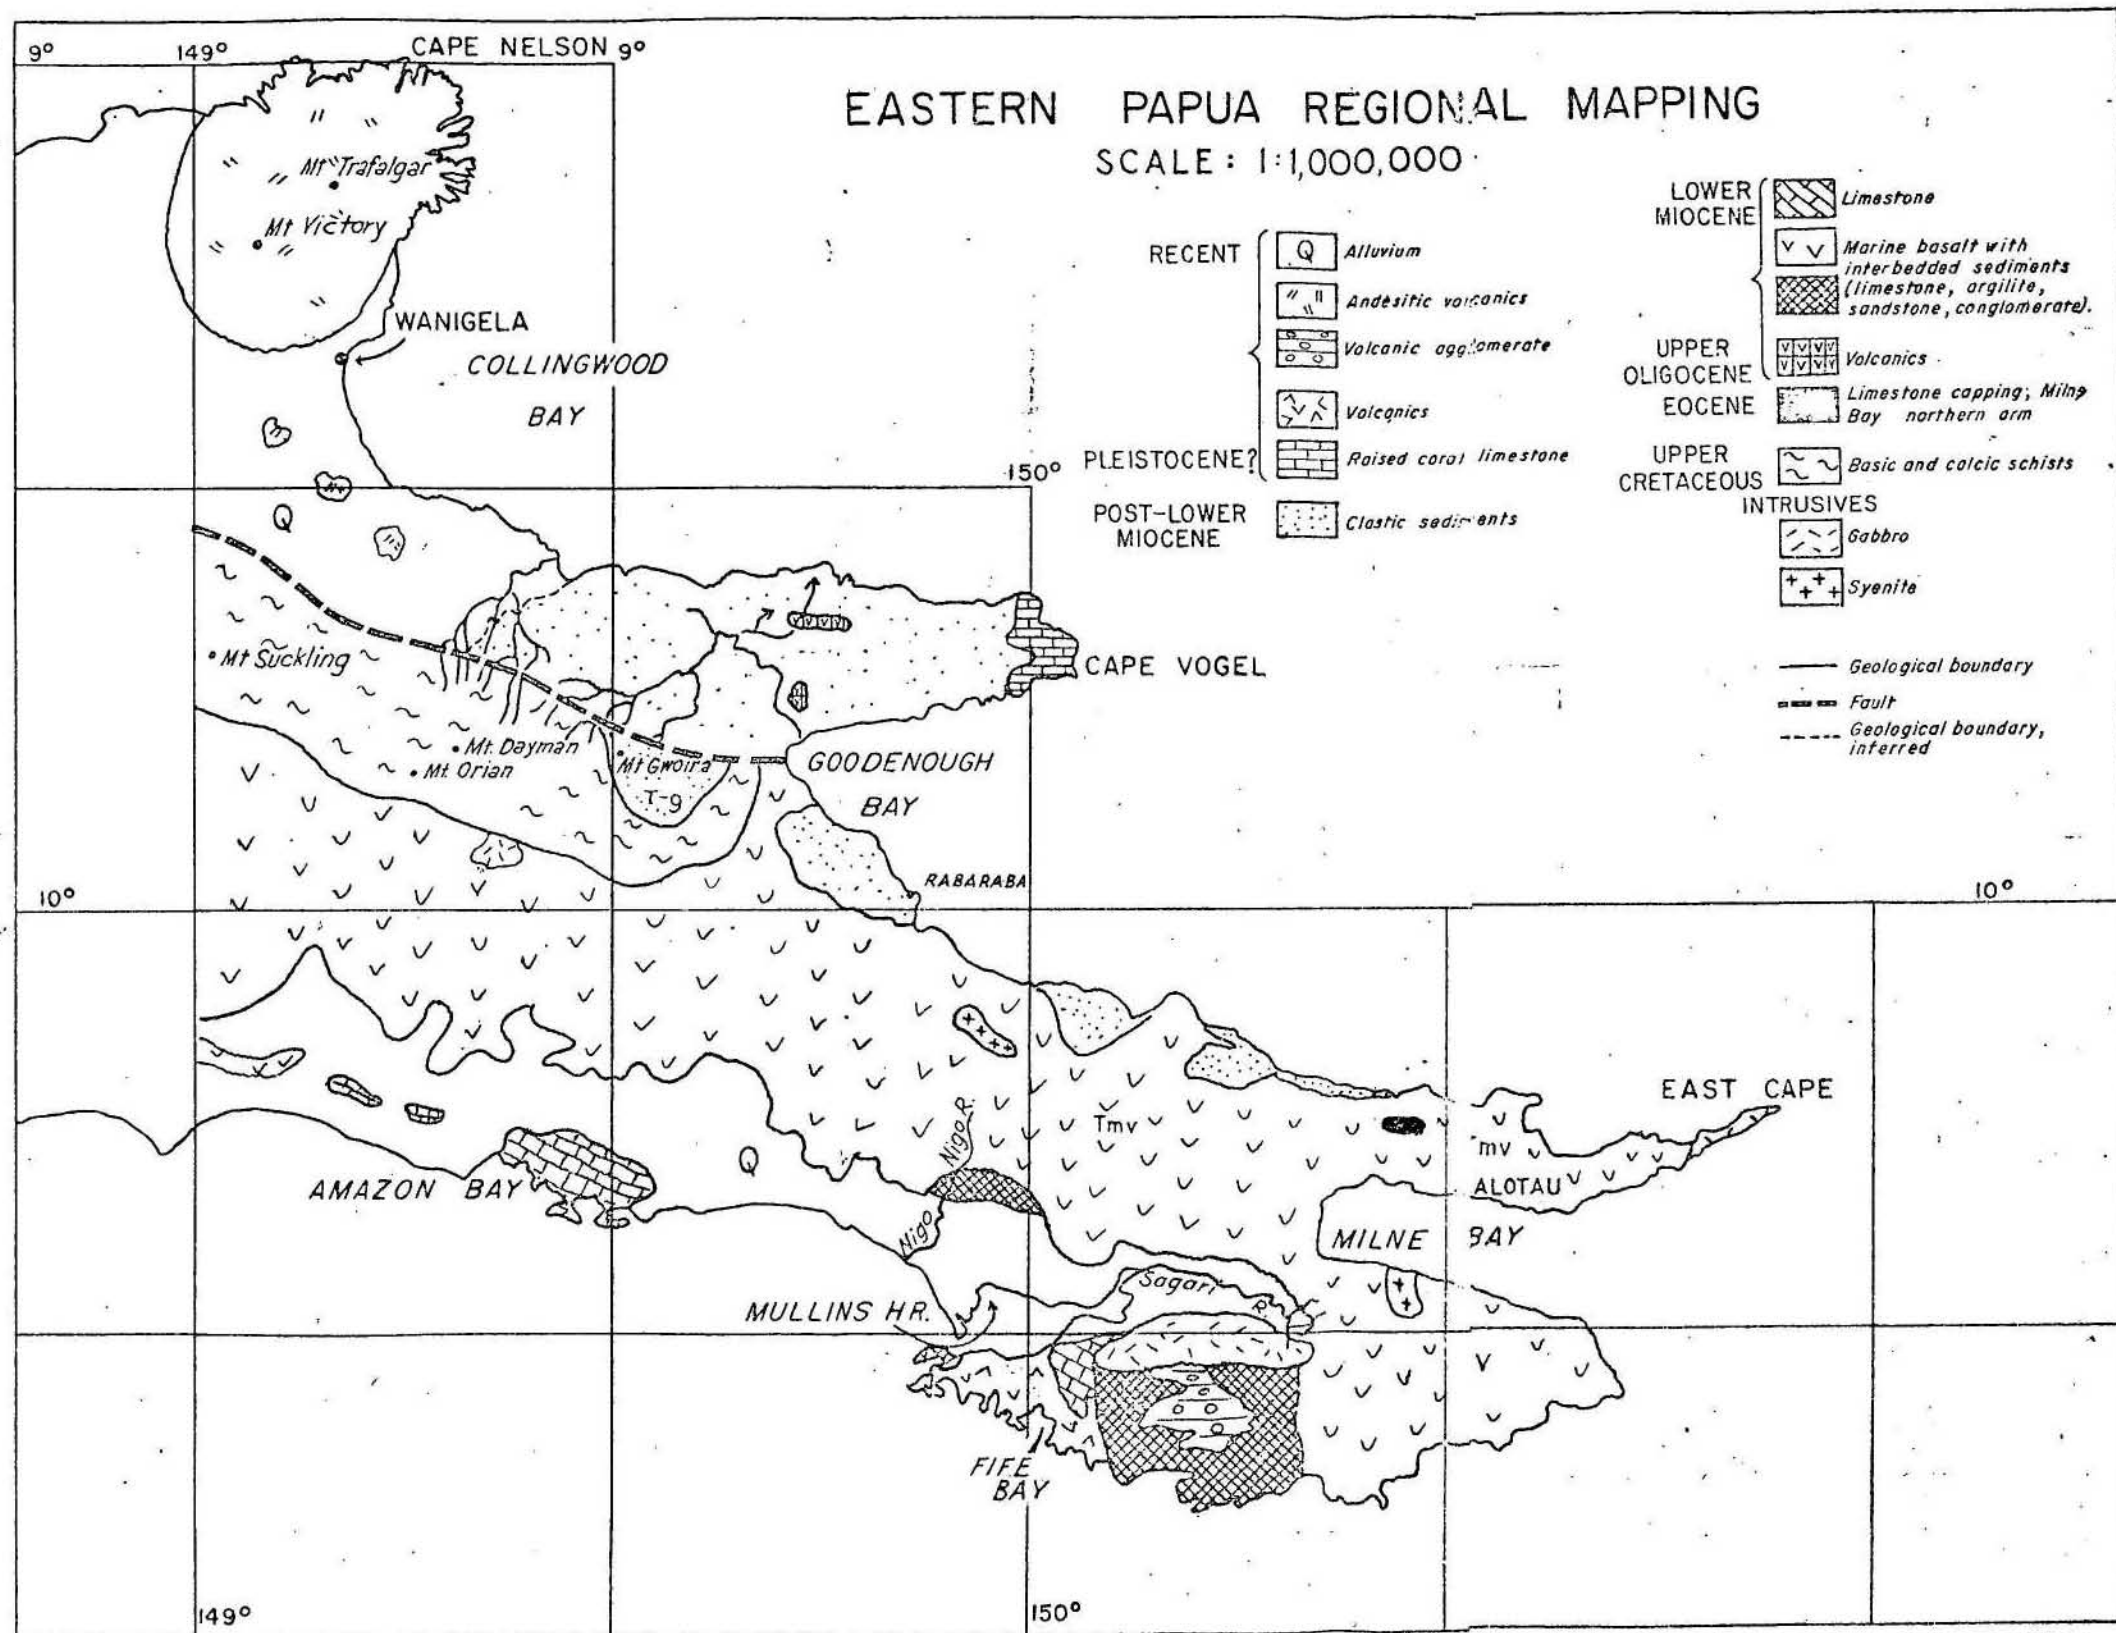 9° 149° CAPE NELSON 9°
EASTERN PAPUA REGIONAL MAPPING
SCALE: 1:1,000,000
Mt Trafalgar
Mt Victory
WANIGELA
COLLINGWOOD
BAY
RECENT
Q Alluvium
Andesitic volcanics
Volcanic agglomerate
Volcanics
PLEISTOCENE? Raised coral limestone
POST-LOWER
MIOCENE
Clastic sediments
LOWER
MIOCENE
Limestone
Marine basalt with
interbedded sediments
(limestone, argilite,
sandstone, conglomerate).
UPPER
OLIGOCENE
Volcanics
EOCENE
Limestone capping; Milne
Bay northern arm
UPPER
CRETACEOUS
Basic and calcic schists
INTRUSIVES
Gabbro
Syenite
Geological boundary
Fault
Geological boundary,
inferred
150°
Q
Mt Suckling
CAPE VOGEL
Mt. Dayman
Mt. Orian
Mt Gwoira
T-g
GOODENOUGH
BAY
RABARABA
10° 10°
EAST CAPE
Nigo R.
Tmv
mv
ALOTAU
Q
AMAZON BAY
Nigo
MILNE BAY
Sagari R.
MULLINS HR.
FIFE
BAY
149° 150°